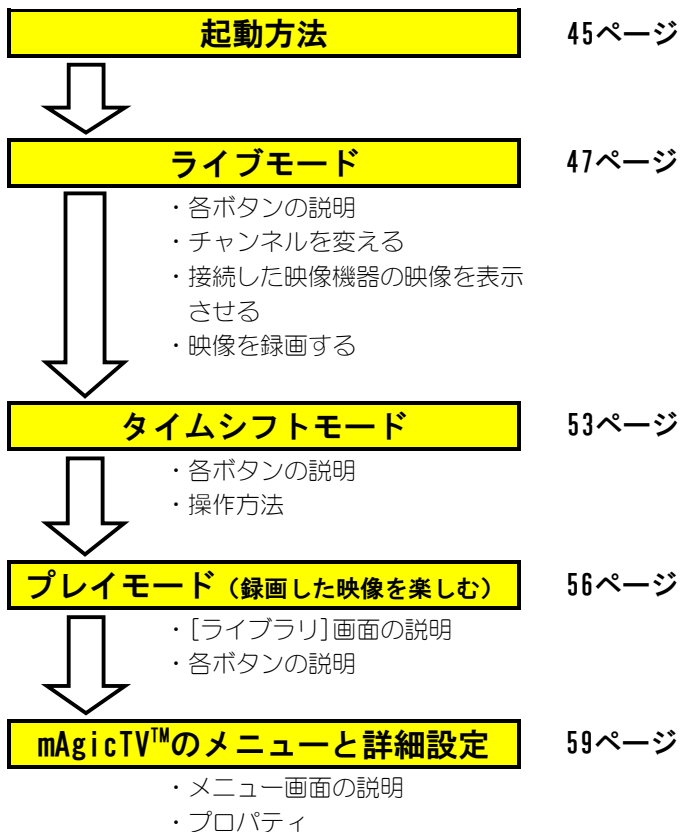 起動方法 45ページ
ライブモード 47ページ
・各ボタンの説明
・チャンネルを変える
・接続した映像機器の映像を表示
させる
・映像を録画する
タイムシフトモード 53ページ
・各ボタンの説明
・操作方法
プレイモード（録画した映像を楽しむ） 56ページ
・[ライブラリ]画面の説明
・各ボタンの説明
mAgicTV™のメニューと詳細設定 59ページ
・メニュー画面の説明
・プロパティ